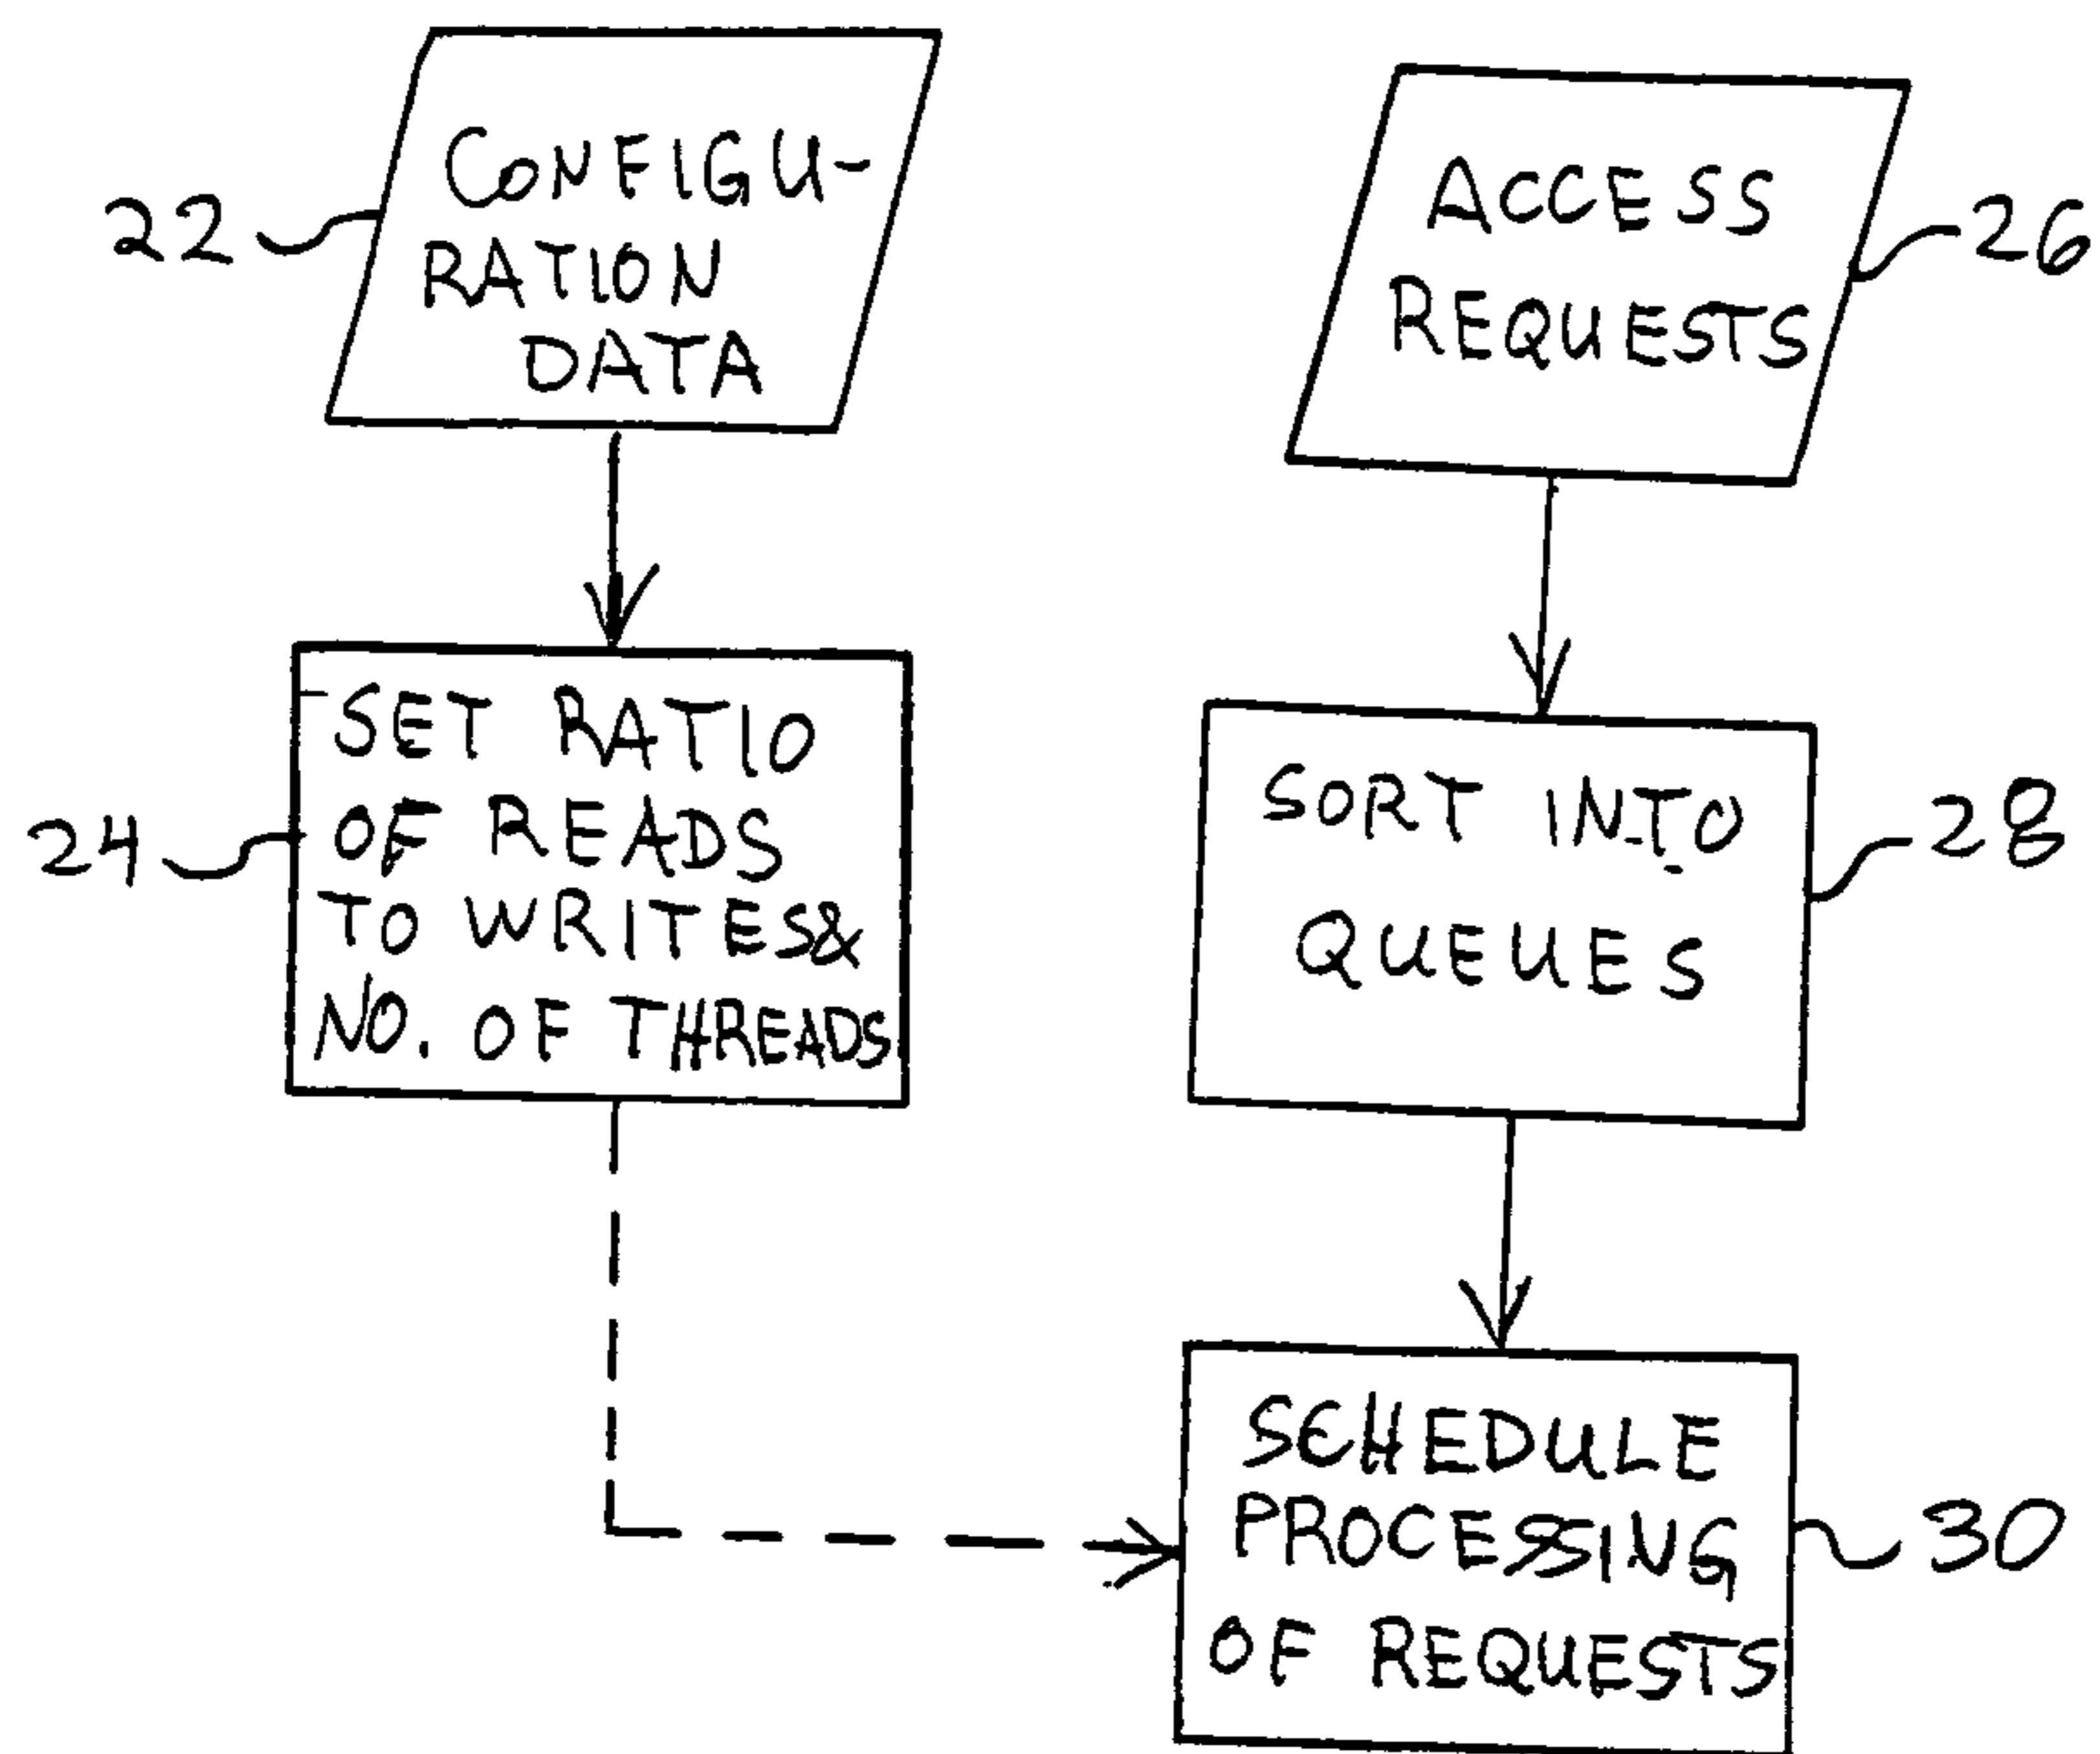 22
CONFIGU-
RATION
DATA
ACCESS
REQUESTS
26
24
SET RATIO
OF READS
TO WRITES&
NO. OF THREADS
SORT INTO
QUEUES
28
SCHEDULE
PROCESSING
OF REQUESTS
30